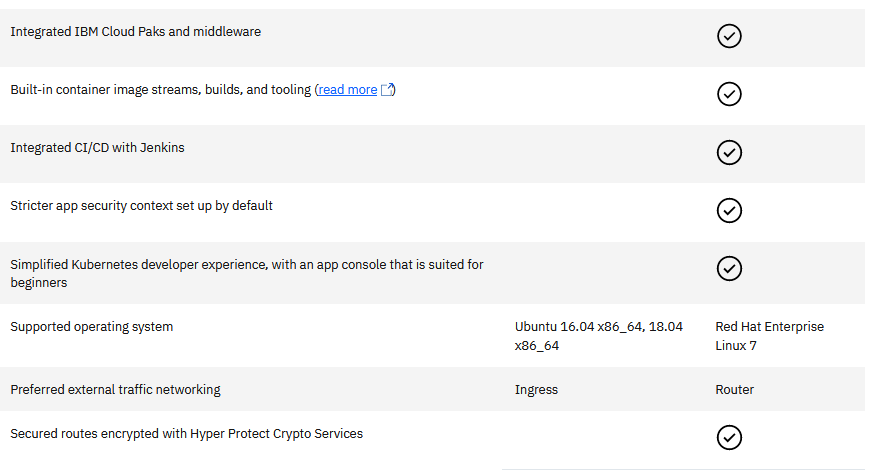 Integrated IBM Cloud Paks and middleware
Built-in container image streams, builds, and tooling (read more)
Integrated CI/CD with Jenkins
Stricter app security context set up by default
Simplified Kubernetes developer experience, with an app console that is suited for
beginners
Supported operating system
Ubuntu 16.04 x86_64, 18.04
x86_64
Red Hat Enterprise
Linux 7
Preferred external traffic networking
Ingress
Router
Secured routes encrypted with Hyper Protect Crypto Services